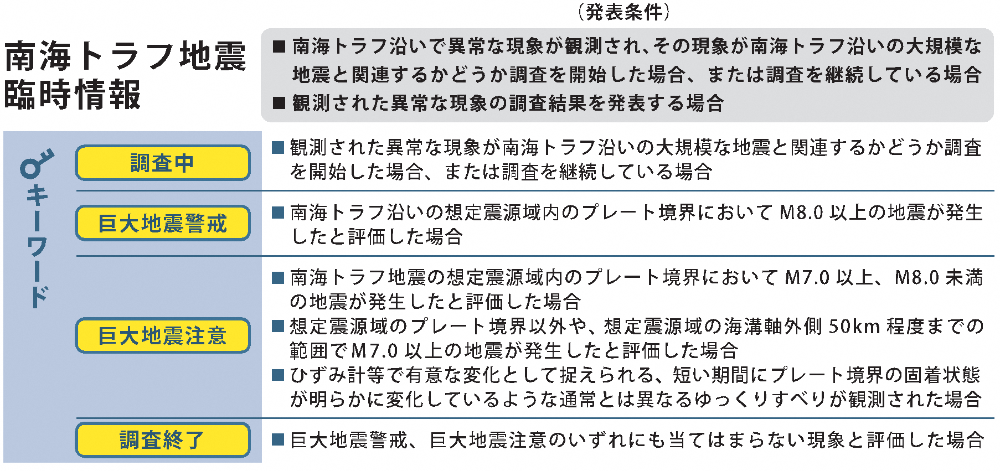 (発表条件)
南海トラフ地震
臨時情報
■ 南海トラフ沿いで異常な現象が観測され、その現象が南海トラフ沿いの大規模な
地震と関連するかどうか調査を開始した場合、または調査を継続している場合
■ 観測された異常な現象の調査結果を発表する場合
キーワード
調査中
■ 観測された異常な現象が南海トラフ沿いの大規模な地震と関連するかどうか調査
を開始した場合、または調査を継続している場合
巨大地震警戒
■ 南海トラフ沿いの想定震源域内のプレート境界において M8.0 以上の地震が発生
したと評価した場合
巨大地震注意
■ 南海トラフ地震の想定震源域内のプレート境界において M7.0 以上、M8.0 未満
の地震が発生したと評価した場合
■ 想定震源域のプレート境界以外や、想定震源域の海溝軸外側 50km 程度までの
範囲でM7.0 以上の地震が発生したと評価した場合
■ ひずみ計等で有意な変化として捉えられる、短い期間にプレート境界の固着状態
が明らかに変化しているような通常とは異なるゆっくりすべりが観測された場合
調査終了
■ 巨大地震警戒、巨大地震注意のいずれにも当てはまらない現象と評価した場合